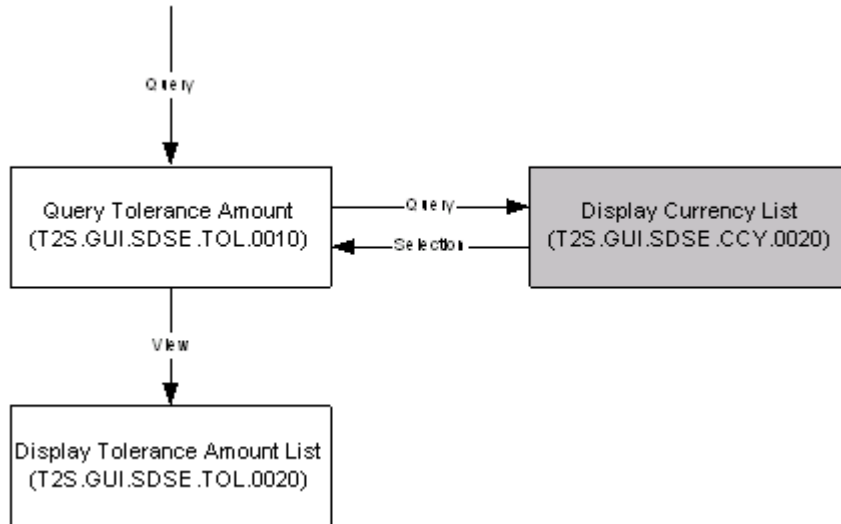 Query
Query Tolerance Amount
(T2S.GUI.SDSE.TOL.0010)
Query
Selection
Display Currency List
(T2S.GUI.SDSE.CCY.0020)
View
Display Tolerance Amount List
(T2S.GUI.SDSE.TOL.0020)